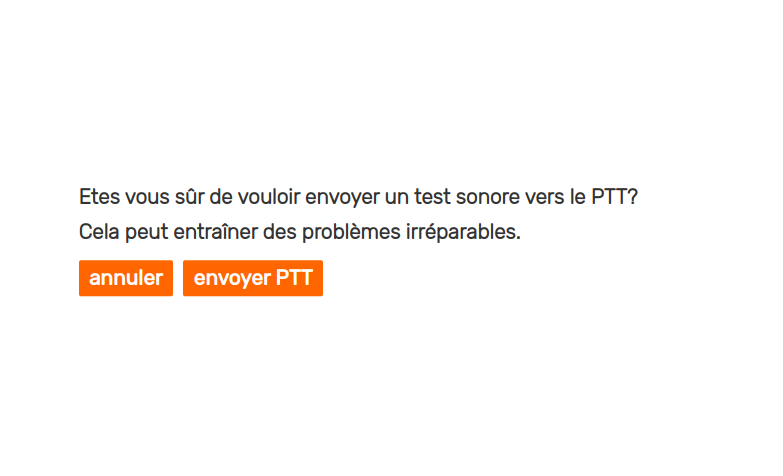 Etes vous sûr de vouloir envoyer un test sonore vers le PTT?
Cela peut entraîner des problèmes irréparables.
annuler envoyer PTT